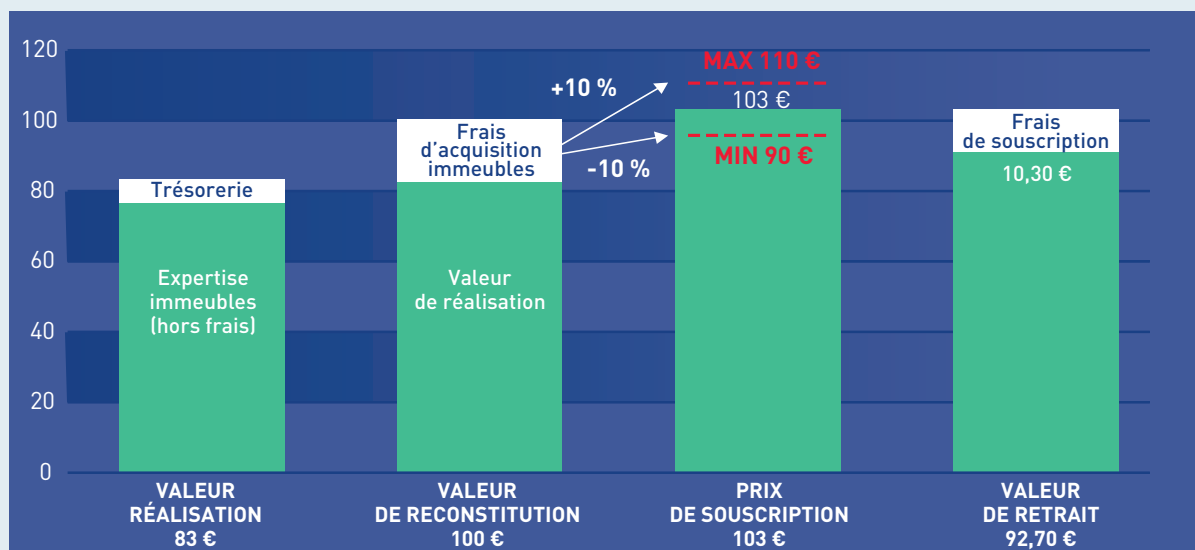 120
100
80
60
40
20
0
Trésorerie
Expertise
immeubles
(hors frais)
VALEUR
RÉALISATION
83 €
Frais
d'acquisition
immeubles
Valeur
de réalisation
VALEUR
DE RECONSTITUTION
100 €
+10 %
-10 %
MAX 110 €
103 €
MIN 90 €
PRIX
DE SOUSCRIPTION
103 €
Frais
de souscription
10,30 €
VALEUR
DE RETRAIT
92,70 €